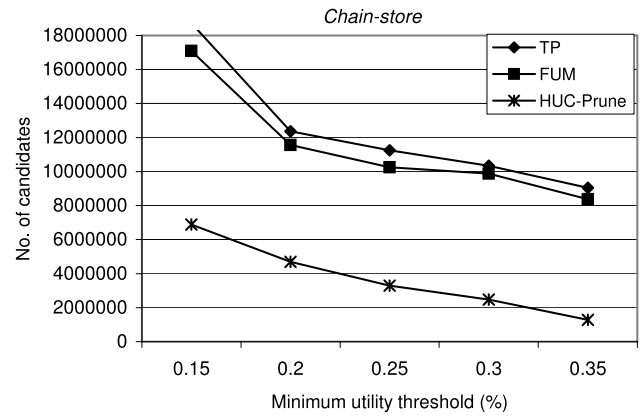 Chain-store
18000000
16000000
14000000
12000000
10000000
8000000
6000000
4000000
2000000
0
No. of candidates
TP
FUM
HUC-Prune
0.15 0.2 0.25 0.3 0.35
Minimum utility threshold (%)